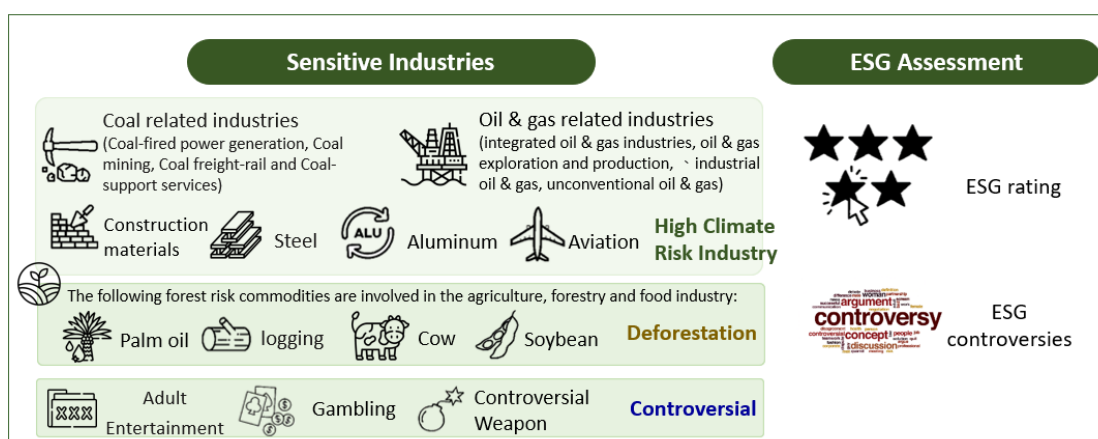 Sensitive Industries
ESG Assessment
Coal related industries
(Coal-fired power generation, Coal
mining, Coal freight-rail and Coal-
support services)
Oil & gas related industries
(integrated oil & gas industries, oil & gas
exploration and production, 、industrial
oil & gas, unconventional oil & gas)
Construction
materials
Steel
ALU
Aluminum
Aviation
High Climate
Risk Industry
ESG rating
The following forest risk commodities are involved in the agriculture, forestry and food industry:
Palm oil
logging
Cow
Soybean
Deforestation
woman
argument
controversy
concept
people
discussion
ESG
controversies
XXX
Adult
Entertainment
Gambling
Controversial
Weapon
Controversial